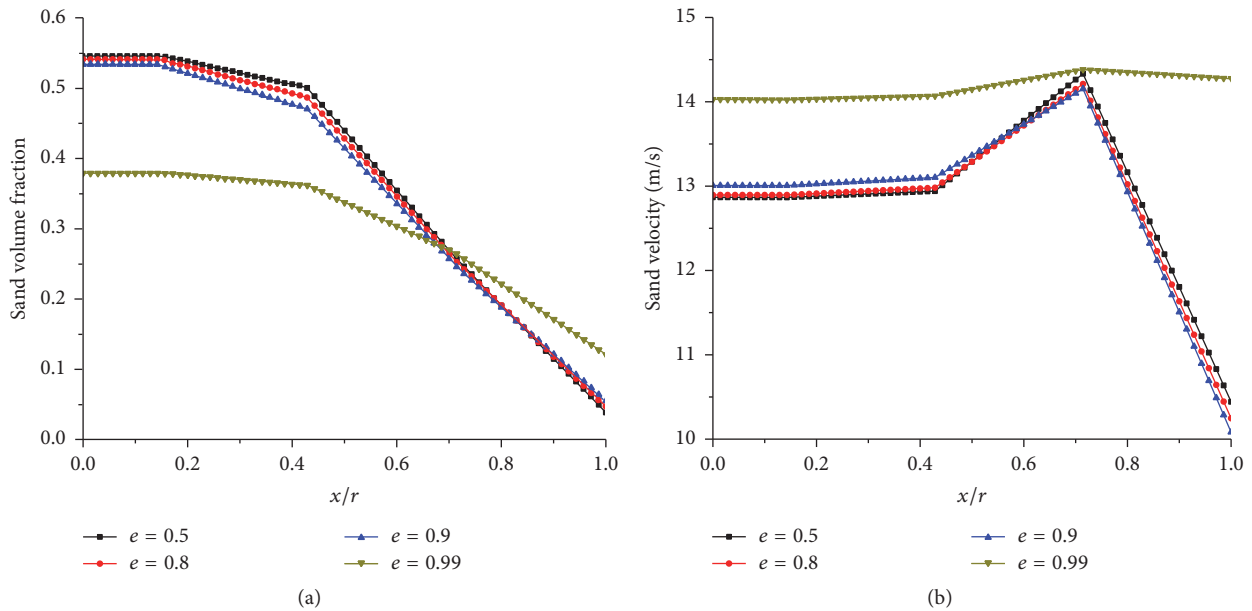 0.6
0.5
0.4
0.3
0.2
0.1
0.0
Sand volume fraction
0.0 0.2 0.4 0.6 0.8 1.0
x/r
e = 0.5 e = 0.9
e = 0.8 e = 0.99
(a)
15
14
13
12
11
10
Sand velocity (m/s)
0.0 0.2 0.4 0.6 0.8 1.0
x/r
e = 0.5 e = 0.9
e = 0.8 e = 0.99
(b)